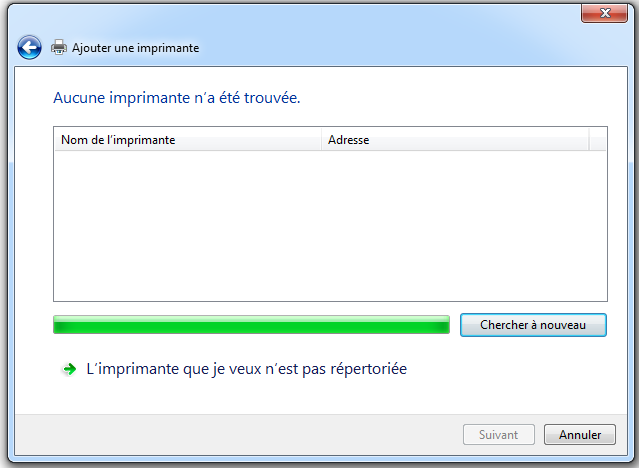 Ajouter une imprimante
Aucune imprimante n'a été trouvée.
Nom de l'imprimante Adresse
Chercher à nouveau
L'imprimante que je veux n'est pas répertoriée
Suivant Annuler